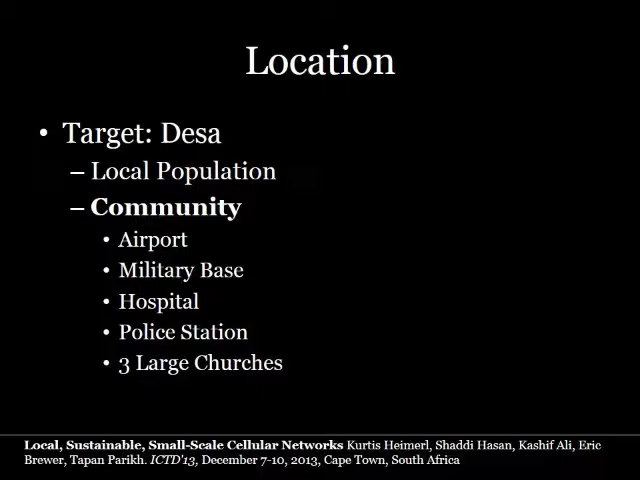 Location
• Target: Desa
– Local Population
– Community
• Airport
• Military Base
• Hospital
• Police Station
• 3 Large Churches
Local, Sustainable, Small-Scale Cellular Networks Kurtis Heimerl, Shaddi Hasan, Kashif Ali, Eric
Brewer, Tapan Parikh. ICTD'13, December 7-10, 2013, Cape Town, South Africa